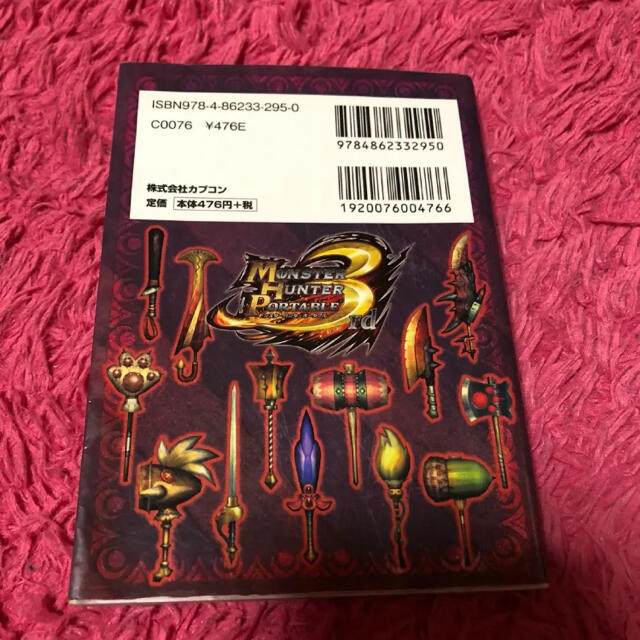 ISBN978-4-86233-295-0
C0076 ¥476E
9784862332950
株式会社カプコン
定価 本体476円+税
1920076004766
MONSTER
HUNTER
PORTABLE 3rd